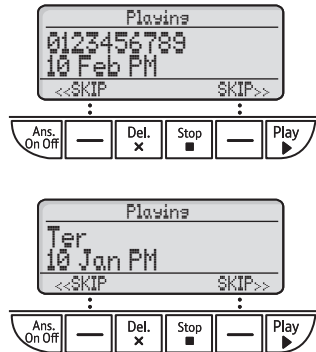 Playing
0123456789
10 Feb PM
<<SKIP SKIP>>
Ans. On Off Del. Stop Play
Playing
Ter
10 Jan PM
<<SKIP SKIP>>
Ans. On Off Del. Stop Play